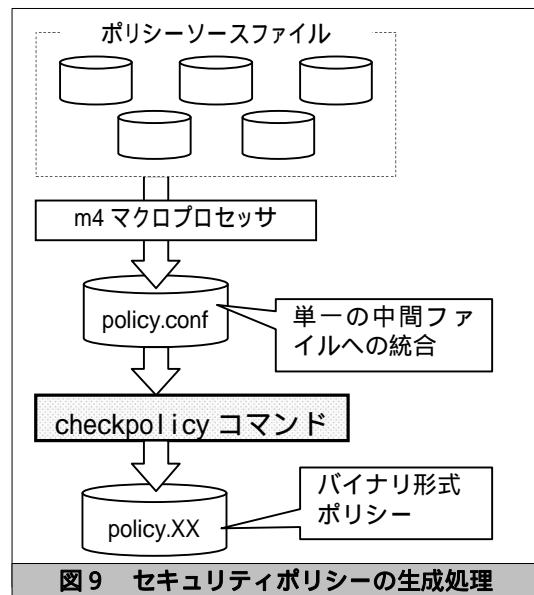 ポリシーソースファイル
m4 マクロプロセッサ
policy.conf
単一の中間ファ
イルへの統合
checkpolicy コマンド
policy.XX
バイナリ形式
ポリシー
図9 セキュリティポリシーの生成処理